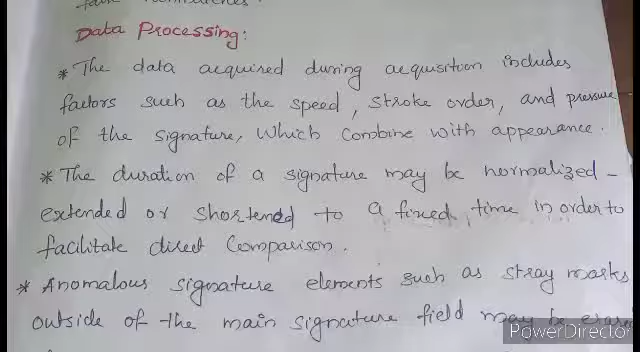 Data Processing:
* The data acquired during acquisition includes
factors such as the speed, stroke order, and pressure
of the signature, which combine with appearance.
* The duration of a signature may be normalized -
extended or shortened to a fixed time in order to
facilitate direct Comparison.
* Anomalous signature elements such as stray marks
outside of the main signature field may be
PowerDirector